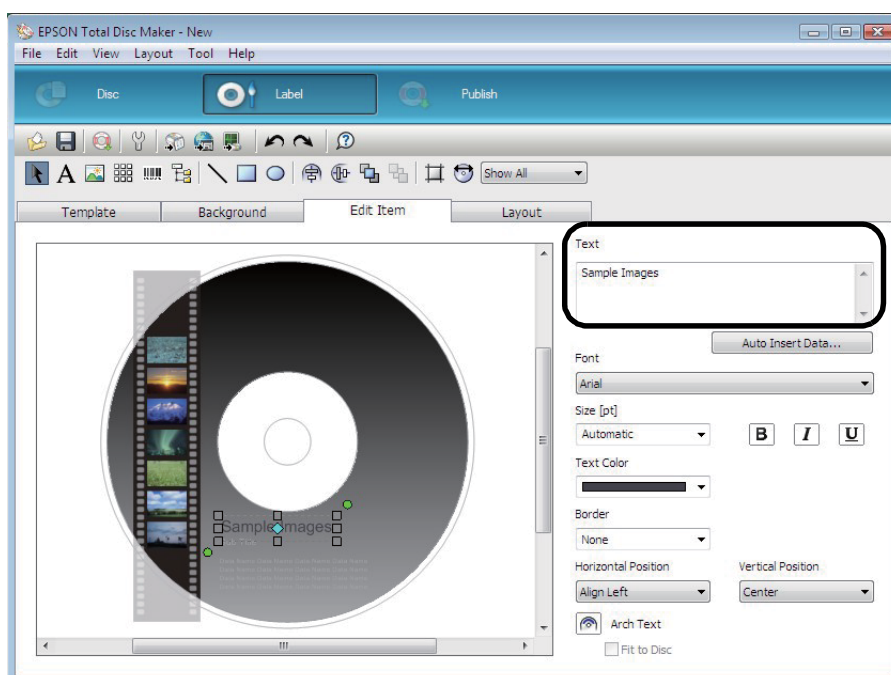 EPSON Total Disc Maker - New
File Edit View Layout Tool Help
Disc Label Publish
Show All
Template Background Edit Item Layout
Text
Sample Images
Auto Insert Data...
Font
Arial
Size [pt]
Automatic B I U
Text Color
Border
None
Horizontal Position Vertical Position
Align Left Center
Arch Text
Fit to Disc
Sample Images